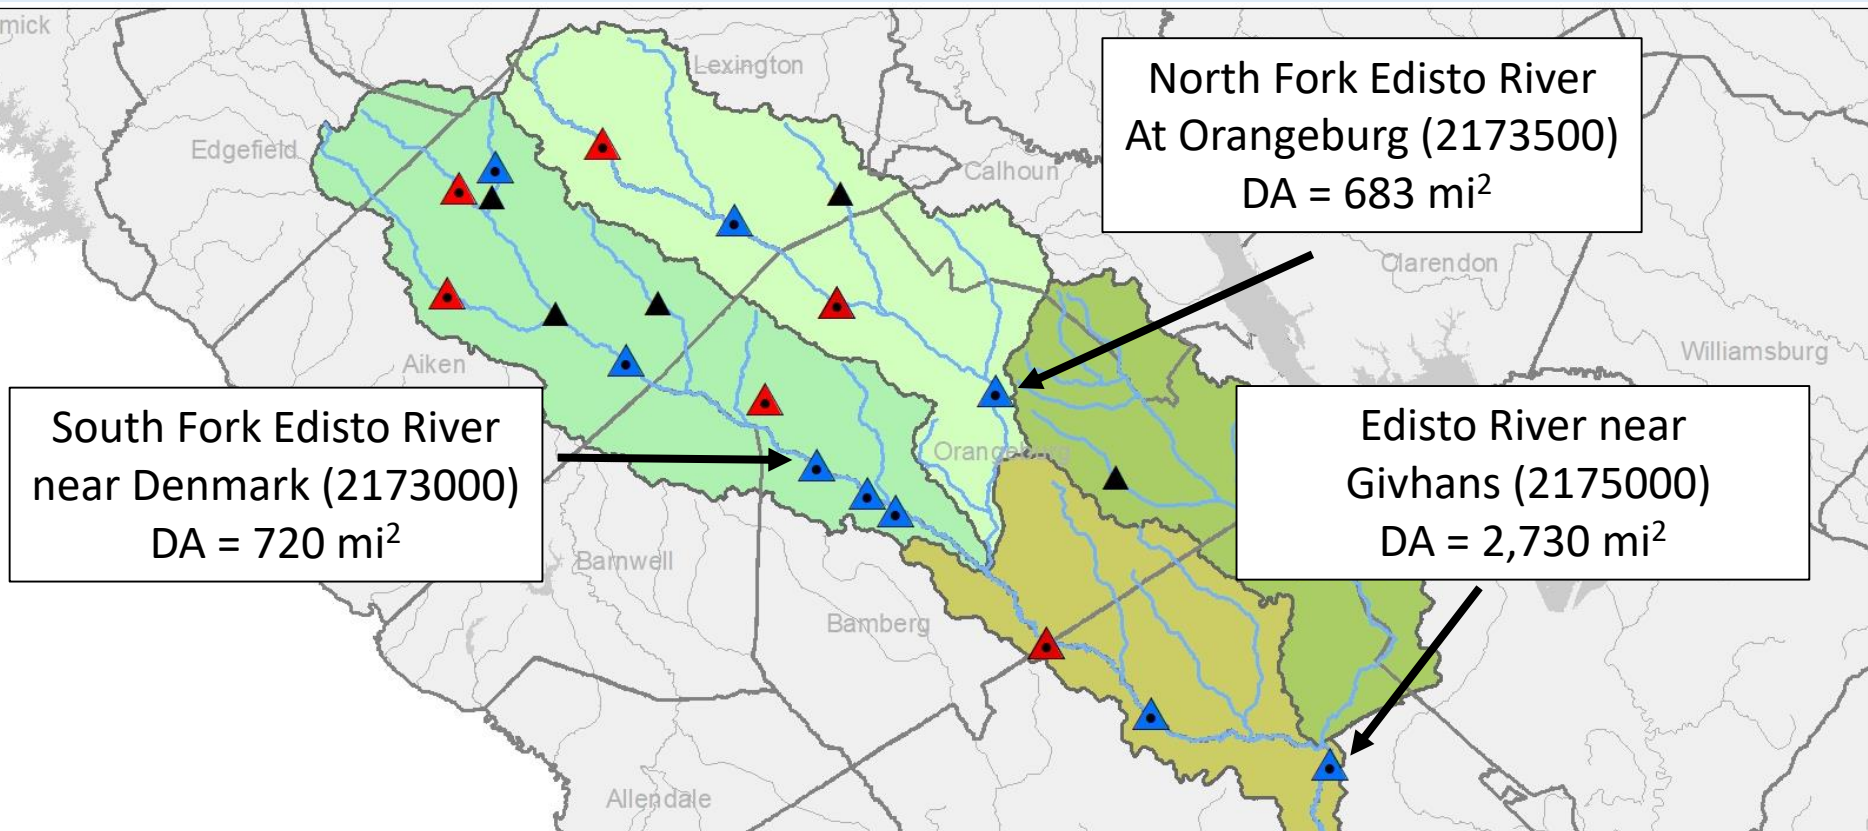 mick
Lexington
Edgefield
Calhoun
North Fork Edisto River
At Orangeburg (2173500)
DA = 683 mi²
Clarendon
Williamsburg
Aiken
South Fork Edisto River
near Denmark (2173000)
DA = 720 mi²
Orangeburg
Edisto River near
Givhans (2175000)
DA = 2,730 mi²
Barnwell
Bamberg
Allendale